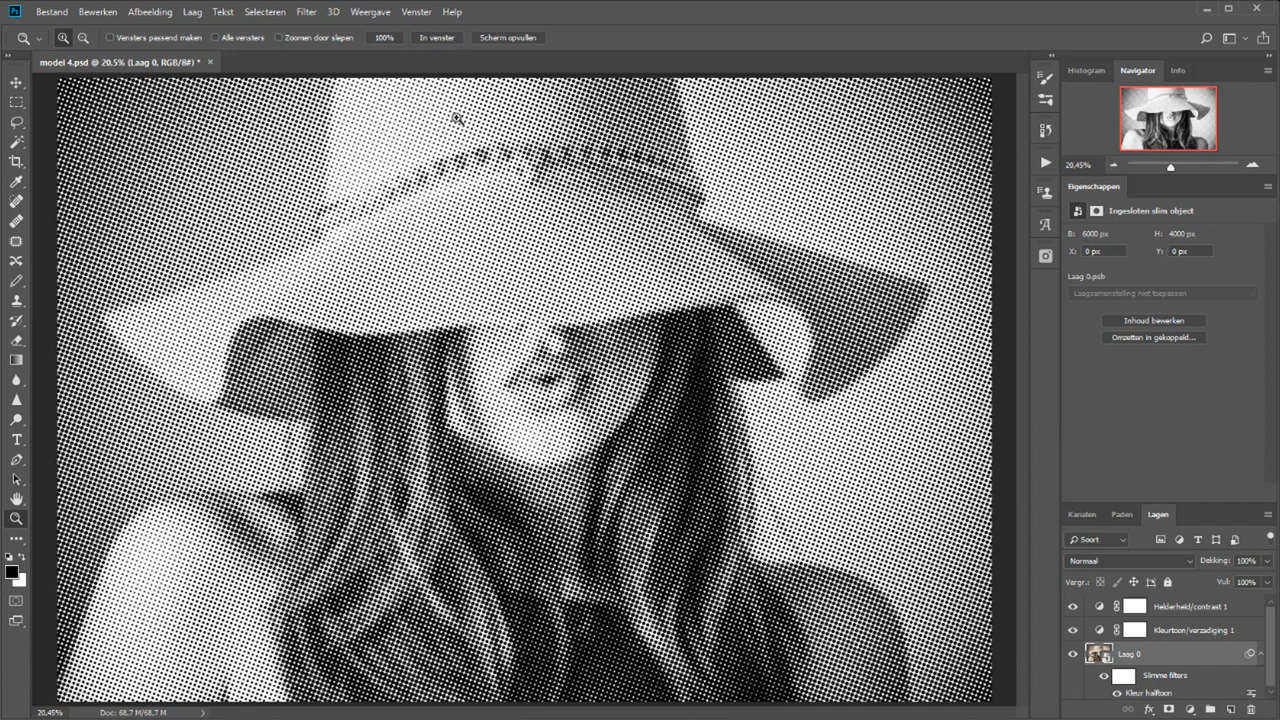 Ps Bestand Bewerken Afbeelding Laag Tekst Selecteren Filter 3D Weergave Venster Help
Vensters passend maken Alle vensters Zoomen door slepen 100% In venster Scherm opvullen
model 4.psd @ 20,5% (Laag 0, RGB/8#) * ×
Histogram Navigator Info
20,45%
Eigenschappen
Ingesloten slim object
B: 6000 px H: 4000 px
X: 0 px Y: 0 px
Laag 0.psb
Laagsamenstelling niet toepassen
Inhoud bewerken
Omzetten in gekoppeld...
Kanalen Paden Lagen
Soort
Normaal Dekking: 100%
Vergr.: Vul: 100%
Helderheid/contrast 1
Kleurtoon/verzadiging 1
Laag 0
Slimme filters
Kleur halftoon
20,45% Doc: 68,7 M/68,7 M